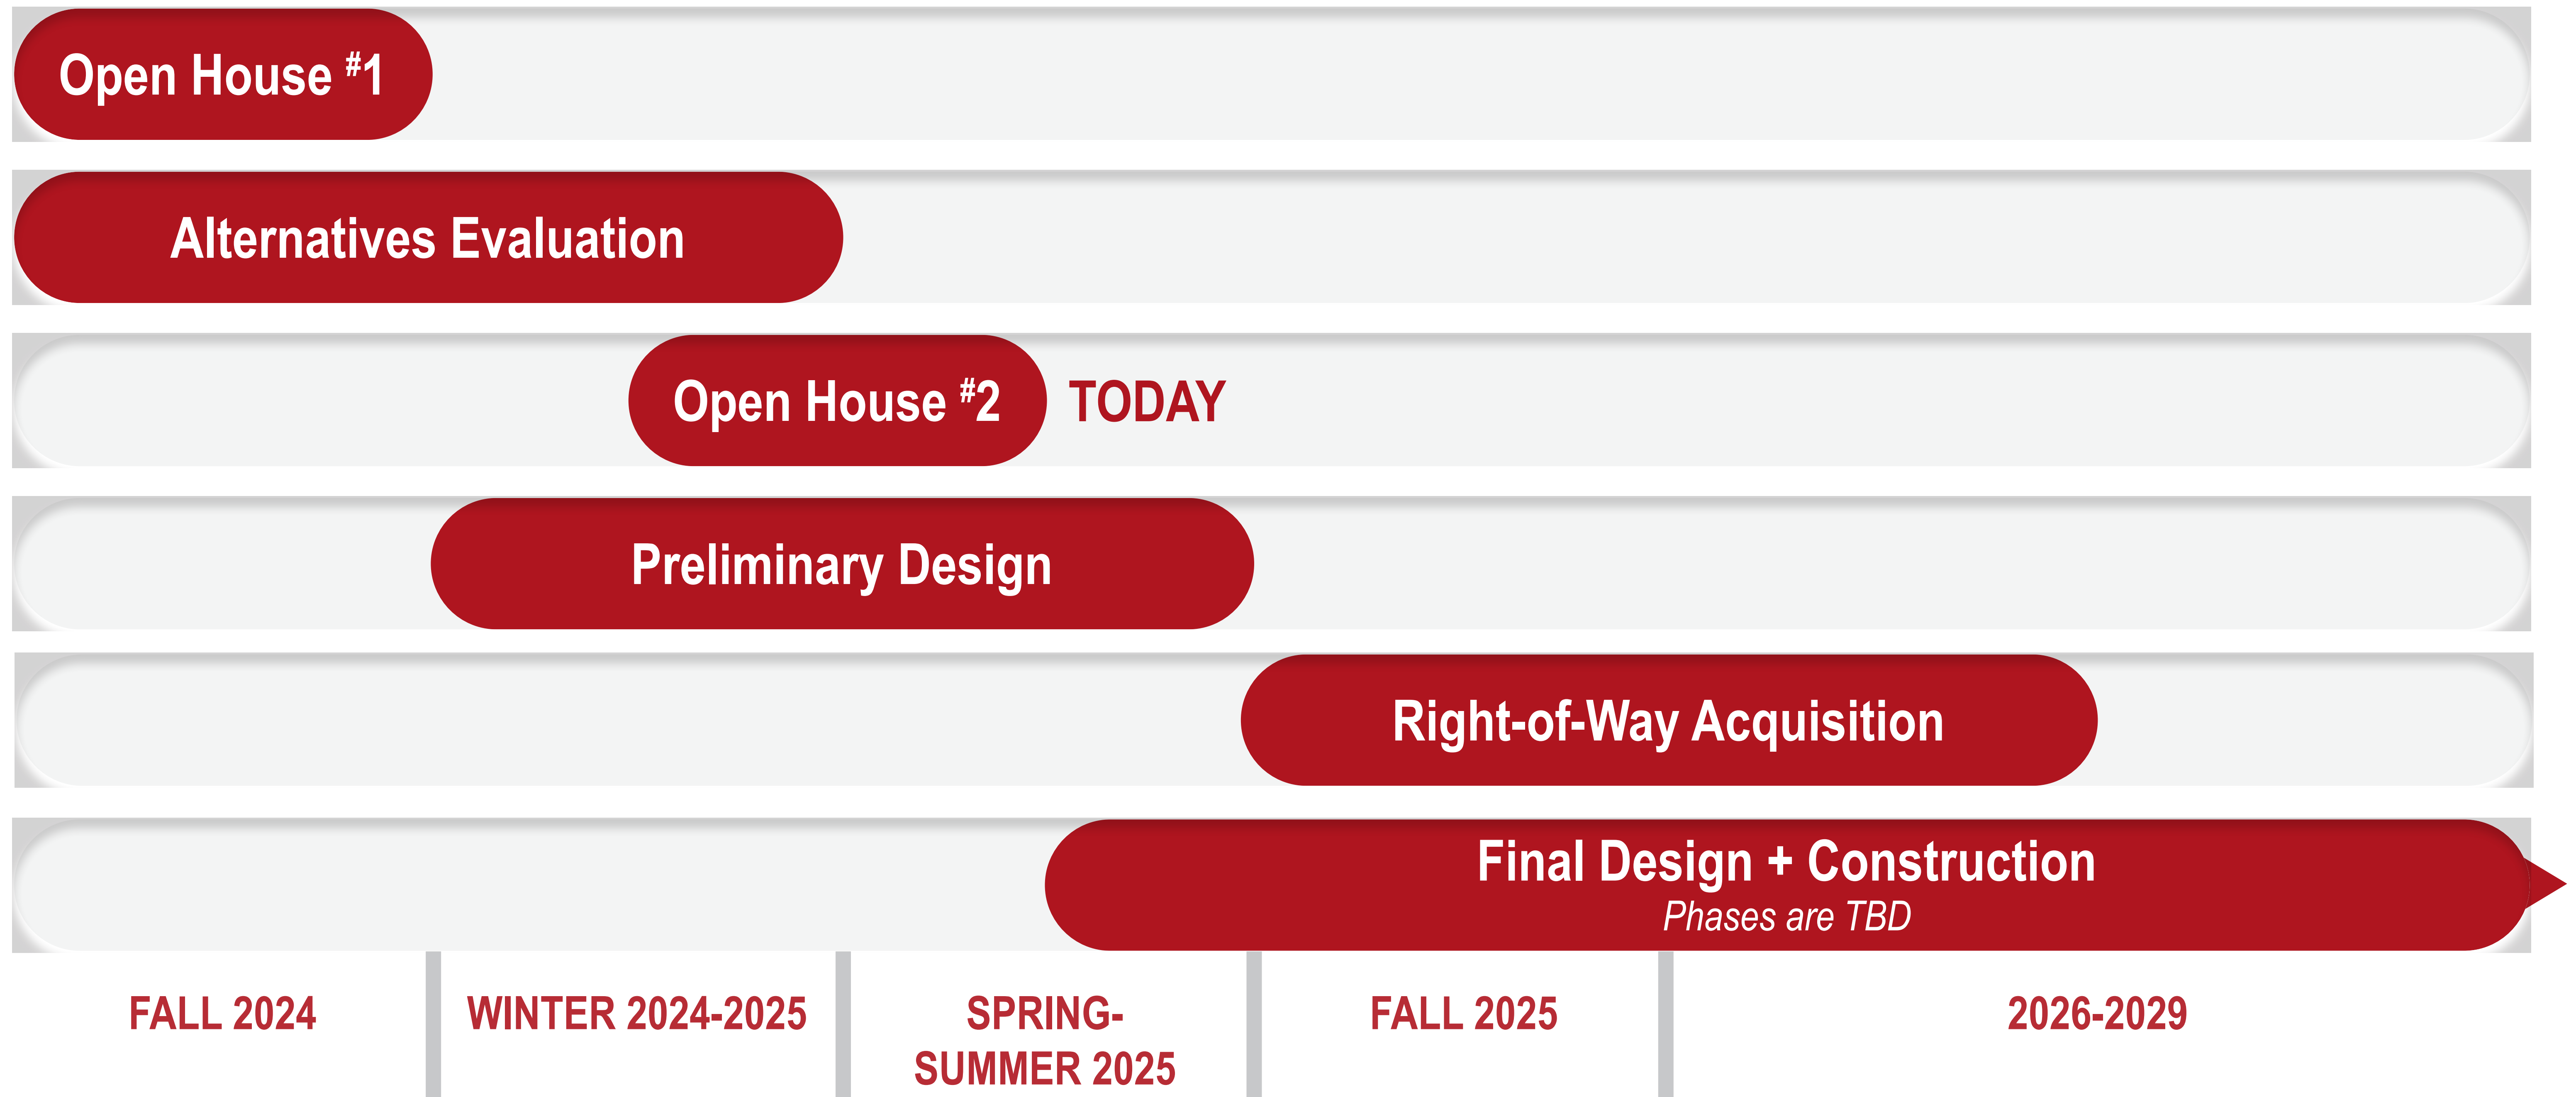 Open House #1
Alternatives Evaluation
Open House #2 TODAY
Preliminary Design
Right-of-Way Acquisition
Final Design + Construction
Phases are TBD
FALL 2024
WINTER 2024-2025
SPRING-
SUMMER 2025
FALL 2025
2026-2029